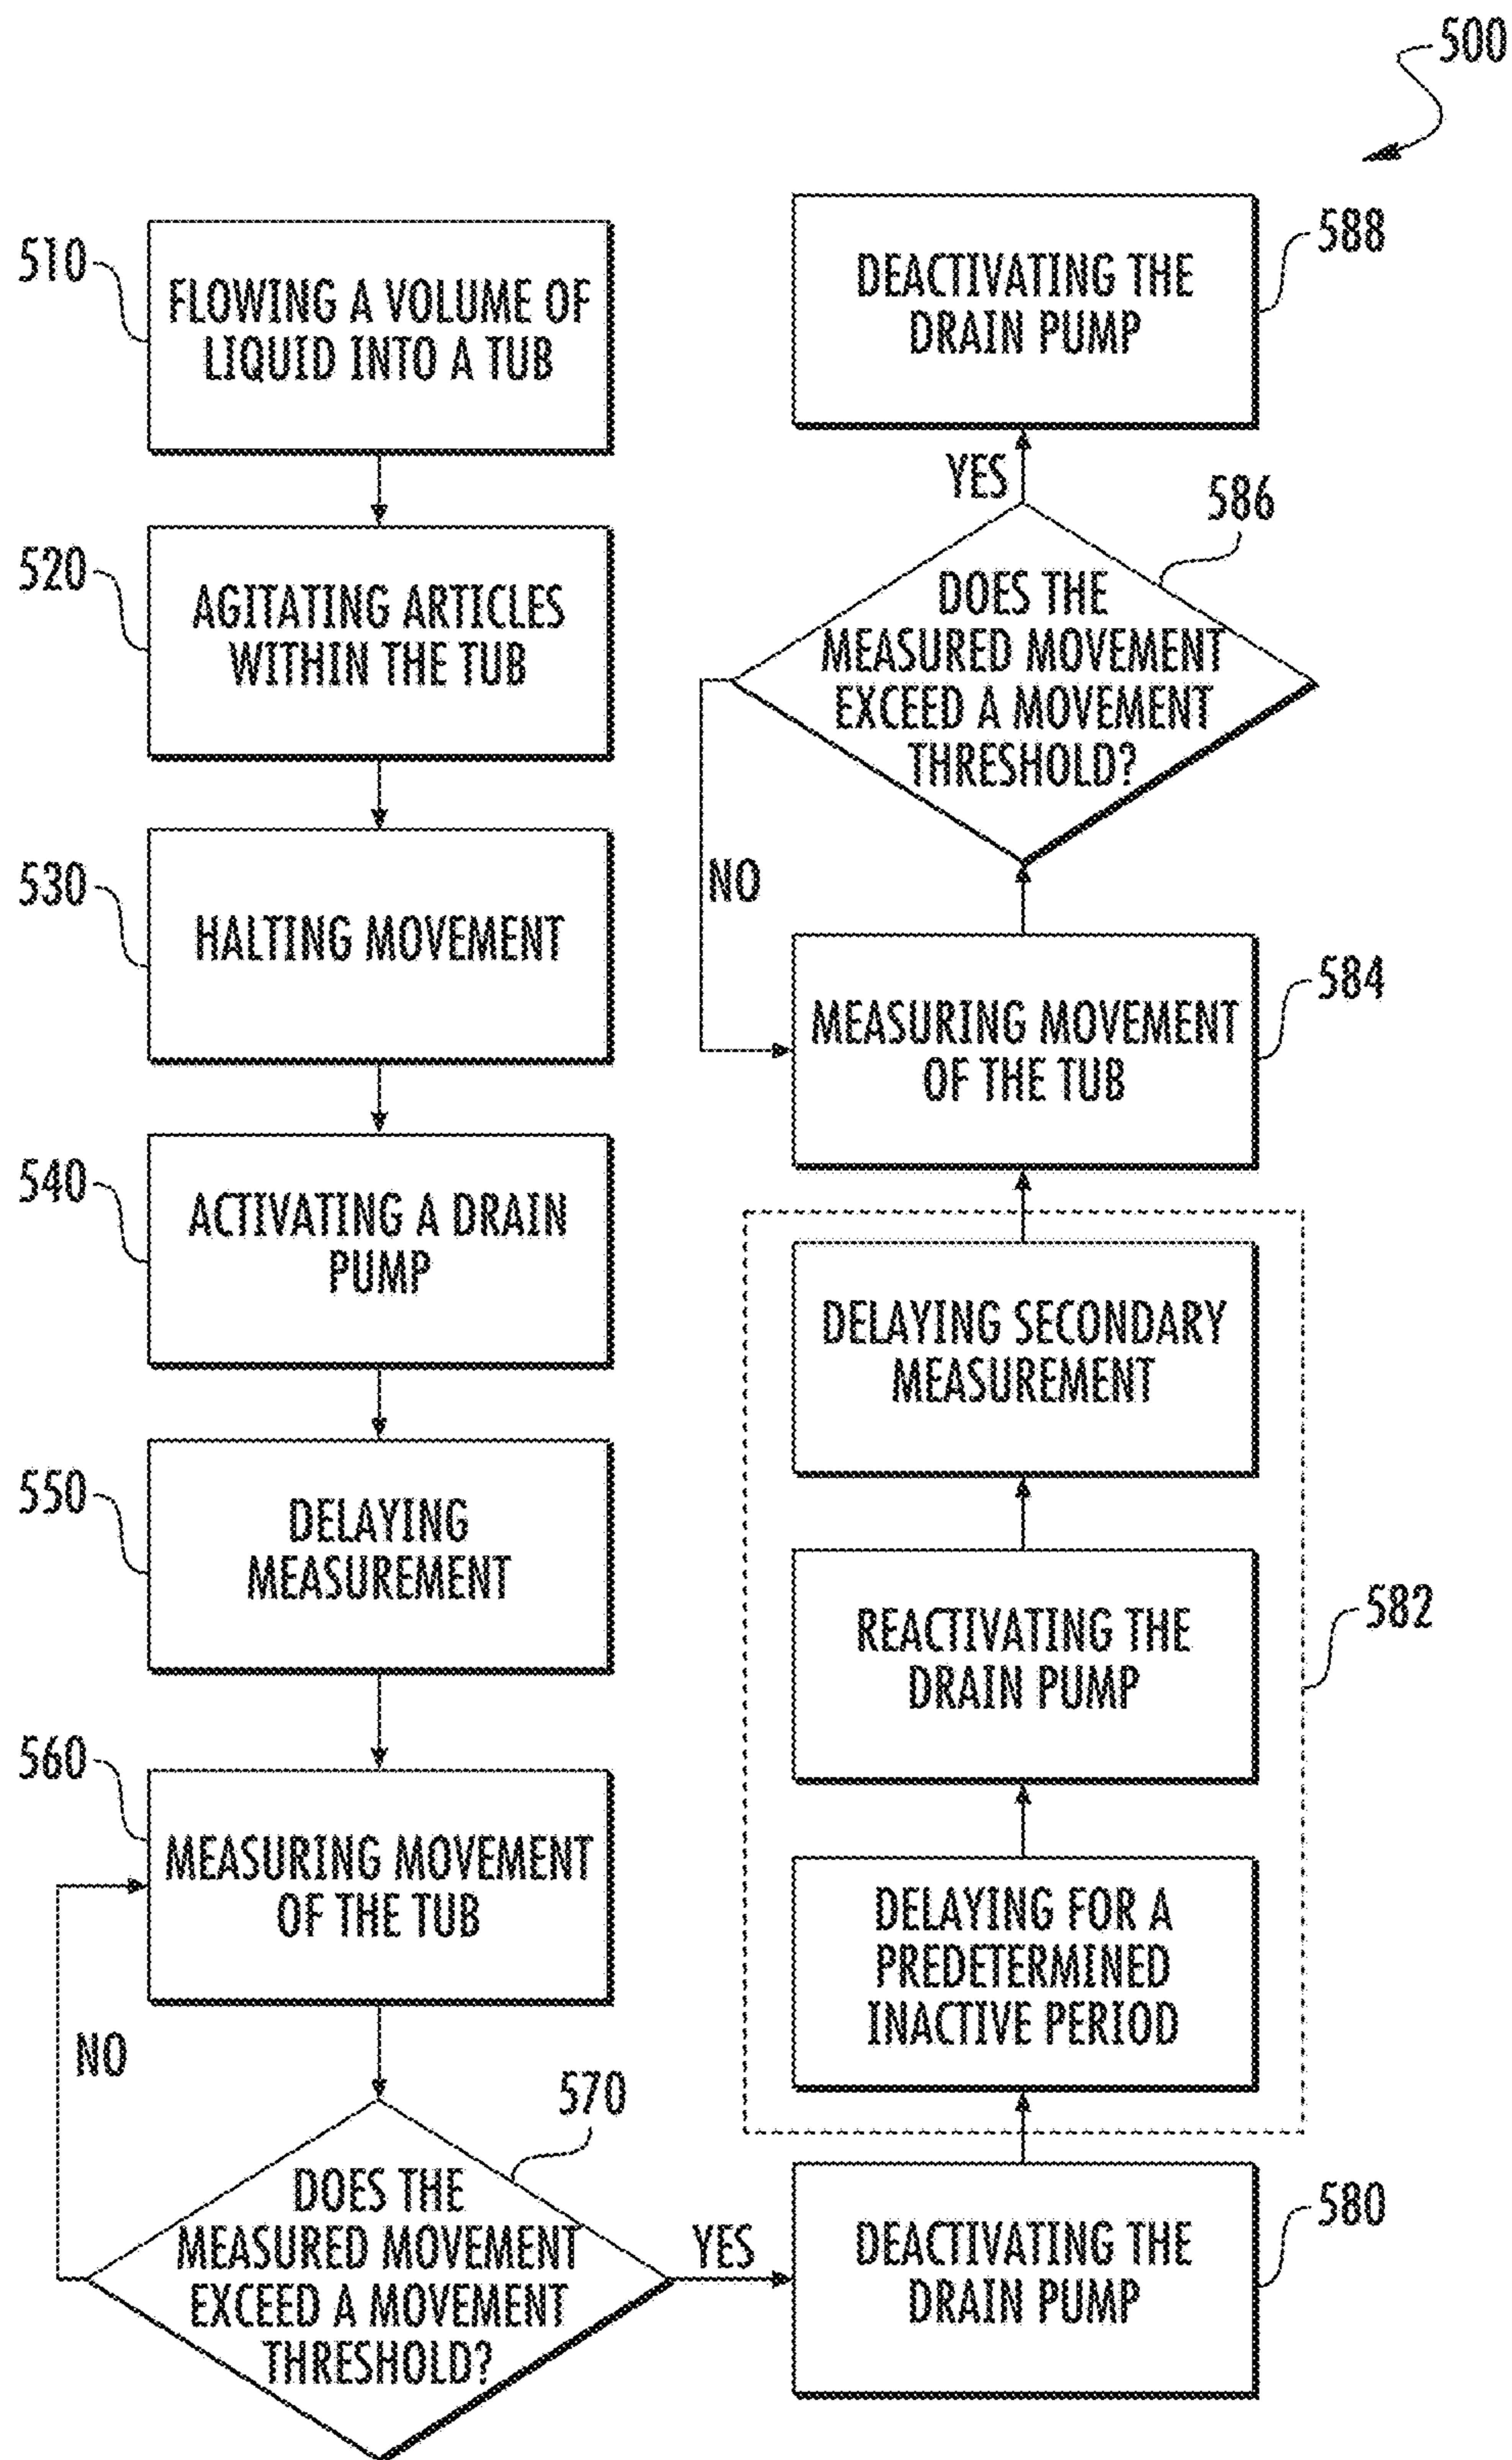 500
510
FLOWING A VOLUME OF
LIQUID INTO A TUB
520
AGITATING ARTICLES
WITHIN THE TUB
530
HALTING MOVEMENT
540
ACTIVATING A DRAIN
PUMP
550
DELAYING
MEASUREMENT
560
MEASURING MOVEMENT
OF THE TUB
NO
570
DOES THE
MEASURED MOVEMENT
EXCEED A MOVEMENT
THRESHOLD?
YES
580
DEACTIVATING THE
DRAIN PUMP
582
DELAYING FOR A
PREDETERMINED
INACTIVE PERIOD
REACTIVATING THE
DRAIN PUMP
DELAYING SECONDARY
MEASUREMENT
584
MEASURING MOVEMENT
OF THE TUB
NO
586
DOES THE
MEASURED MOVEMENT
EXCEED A MOVEMENT
THRESHOLD?
YES
588
DEACTIVATING THE
DRAIN PUMP